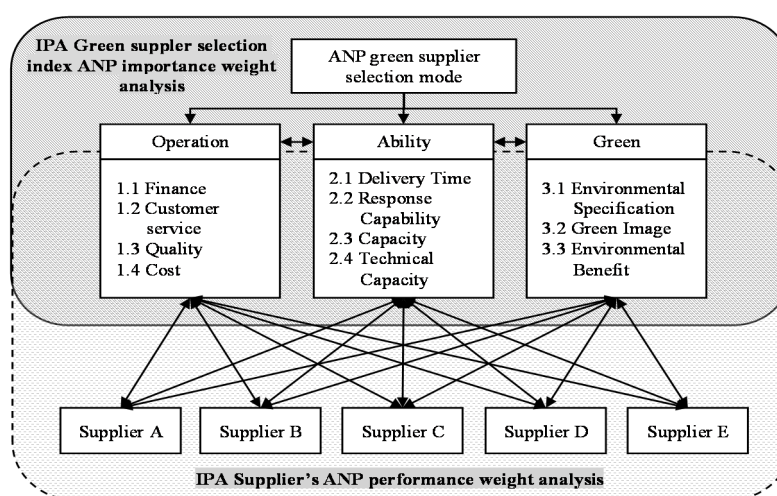 IPA Green suppler selection
index ANP importance weight
analysis
ANP green supplier
selection mode
Operation
1.1 Finance
1.2 Customer
service
1.3 Quality
1.4 Cost
Ability
2.1 Delivery Time
2.2 Response
Capability
2.3 Capacity
2.4 Technical
Capacity
Green
3.1 Environmental
Specification
3.2 Green Image
3.3 Environmental
Benefit
Supplier A
Supplier B
Supplier C
Supplier D
Supplier E
IPA Supplier's ANP performance weight analysis